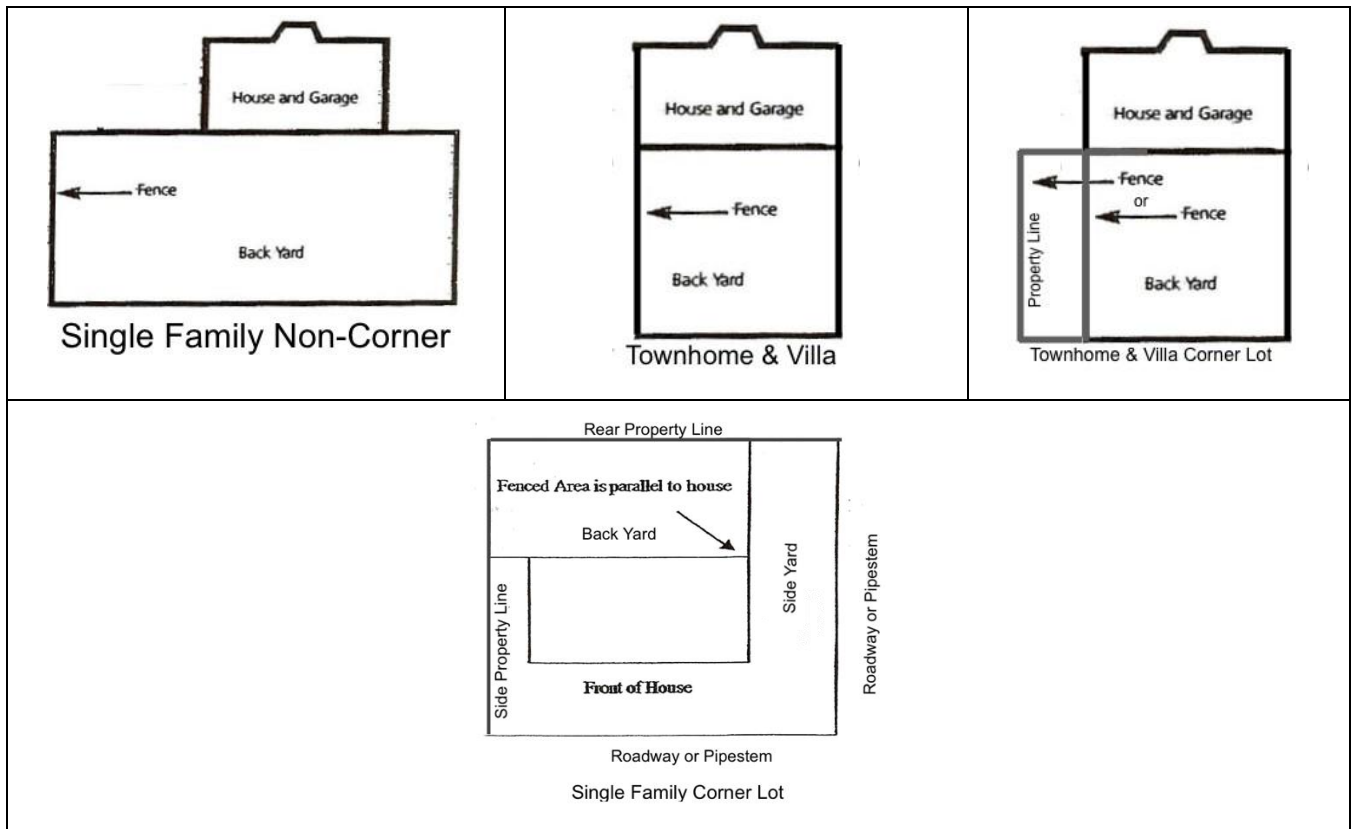 House and Garage
Fence
Back Yard
Single Family Non-Corner
House and Garage
Fence
Back Yard
Townhome & Villa
House and Garage
Fence
or
Fence
Property Line
Back Yard
Townhome & Villa Corner Lot
Rear Property Line
Fenced Area is parallel to house
Back Yard
Side Yard
Roadway or Pipestem
Side Property Line
Front of House
Roadway or Pipestem
Single Family Corner Lot